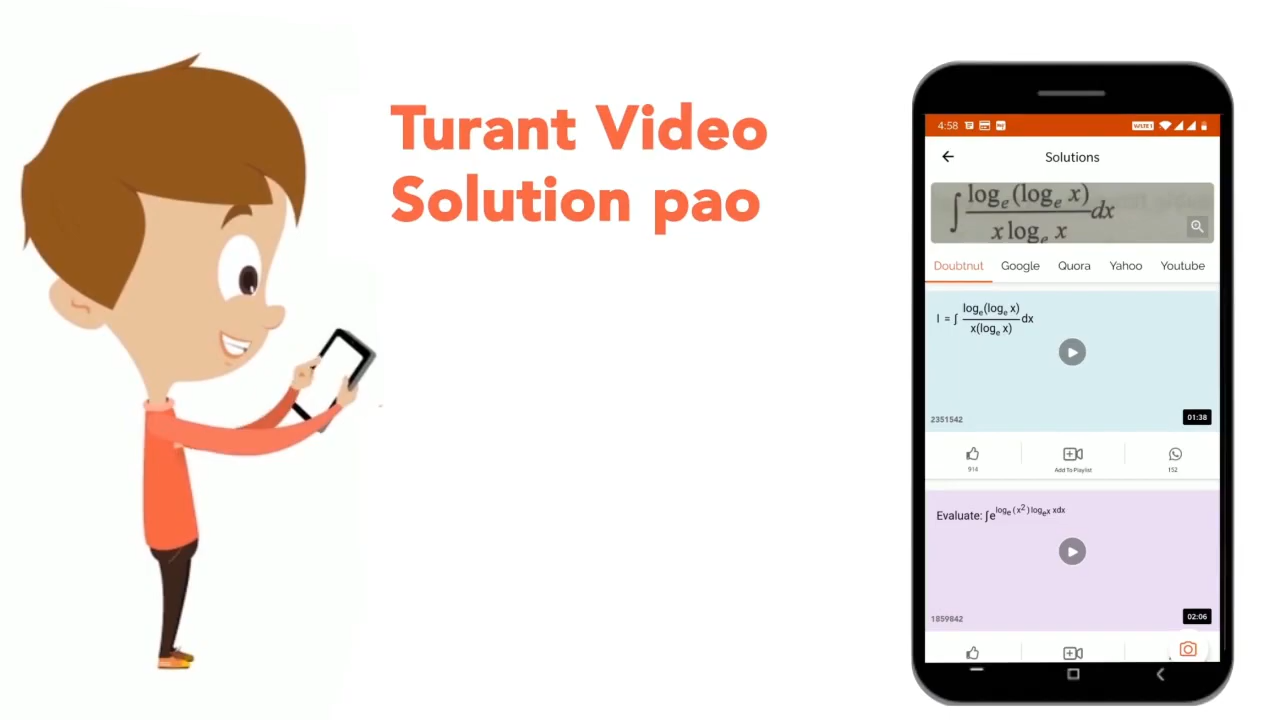 Turant Video
Solution pao
4:58
Solutions
∫ logₑ(logₑ x)/x logₑ x dx
Doubtnut Google Quora Yahoo Youtube
I = ∫ logₑ(logₑ x)/x(logₑ x) dx
2351542 01:38
914 Add To Playlist 152
Evaluate: ∫e^logₑ(x²)logₑx xdx
1859842 02:06